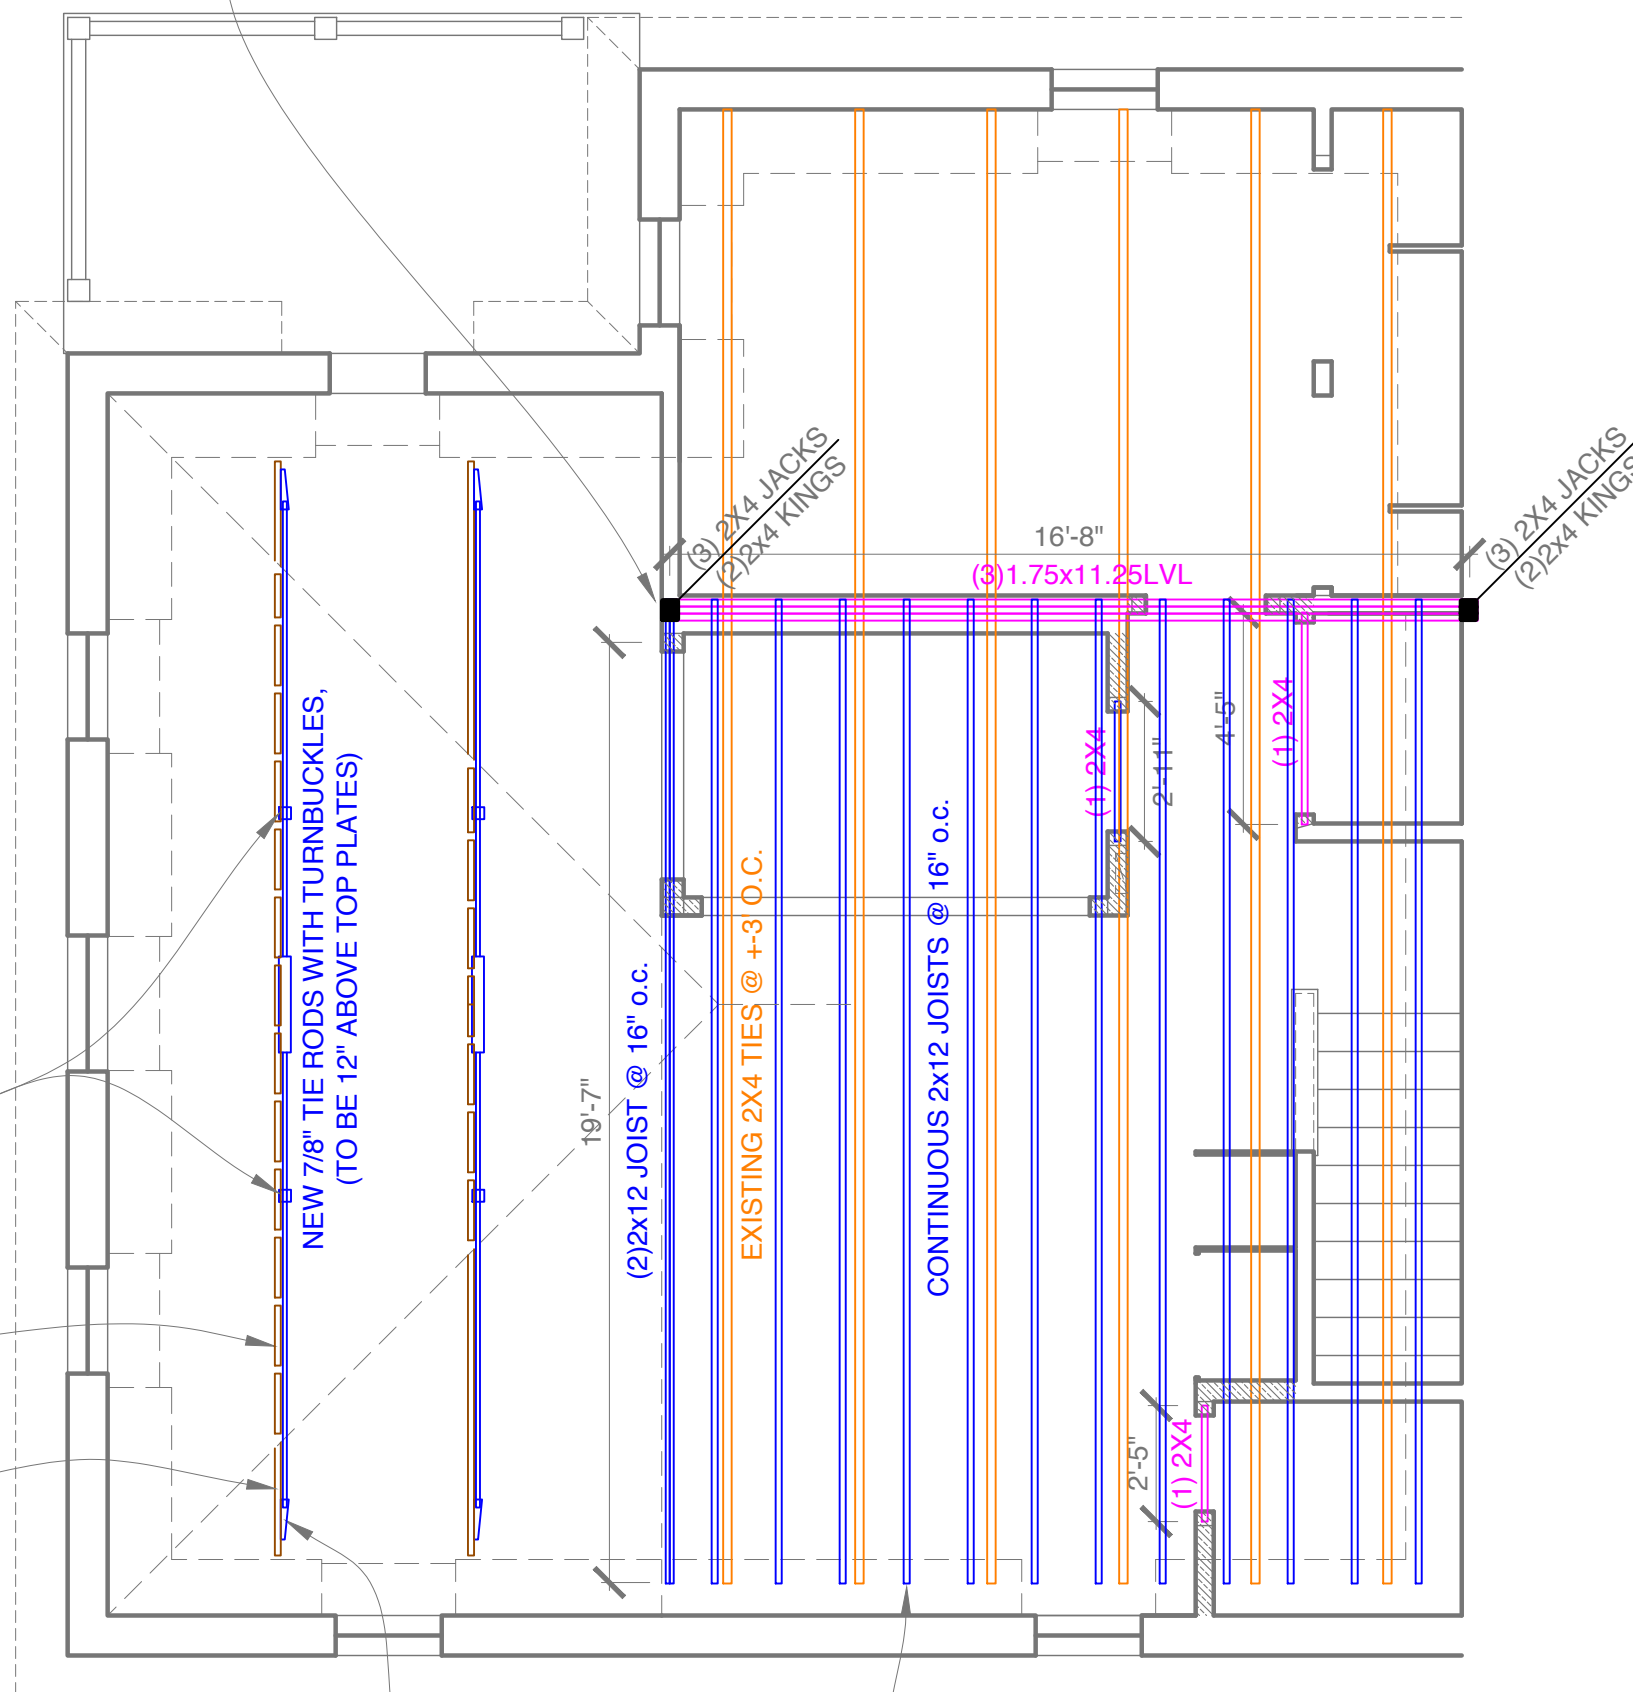 (3) 2X4 JACKS
(2)2x4 KINGS
(3) 2X4 JACKS
(2)2x4 KINGS
16'-8"
(3)1.75x11.25LVL
NEW 7/8" TIE RODS WITH TURNBUCKLES,
(TO BE 12" ABOVE TOP PLATES)
19'-7"
(2)2x12 JOIST @ 16" o.c.
EXISTING 2X4 TIES @ +-3' O.C.
CONTINUOUS 2x12 JOISTS @ 16" o.c.
(1) 2X4
2'-11"
4'-5"
(1) 2X4
2'-5"
(1) 2X4